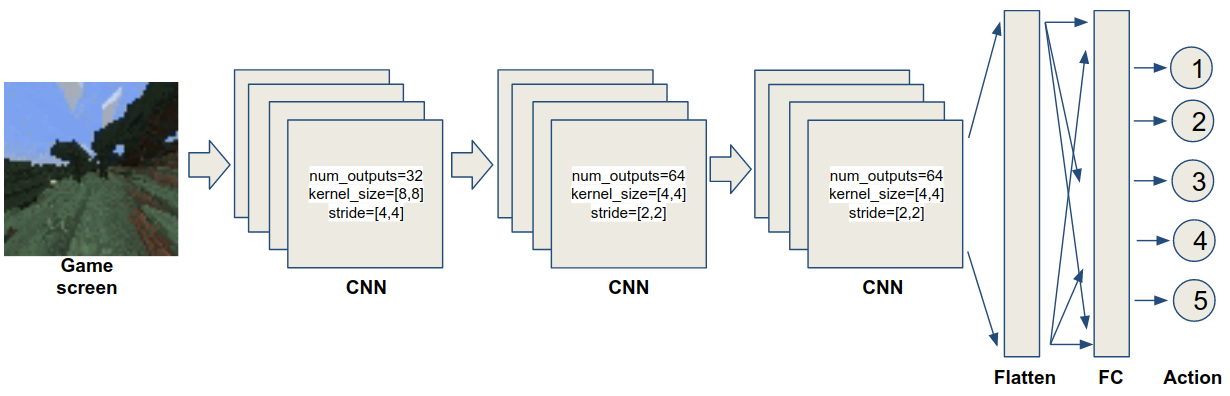 num_outputs=32
kernel_size=[8,8]
stride=[4,4]
num_outputs=64
kernel_size=[4,4]
stride=[2,2]
num_outputs=64
kernel_size=[4,4]
stride=[2,2]
1
2
3
4
5
Game
screen
CNN
CNN
CNN
Flatten
FC
Action